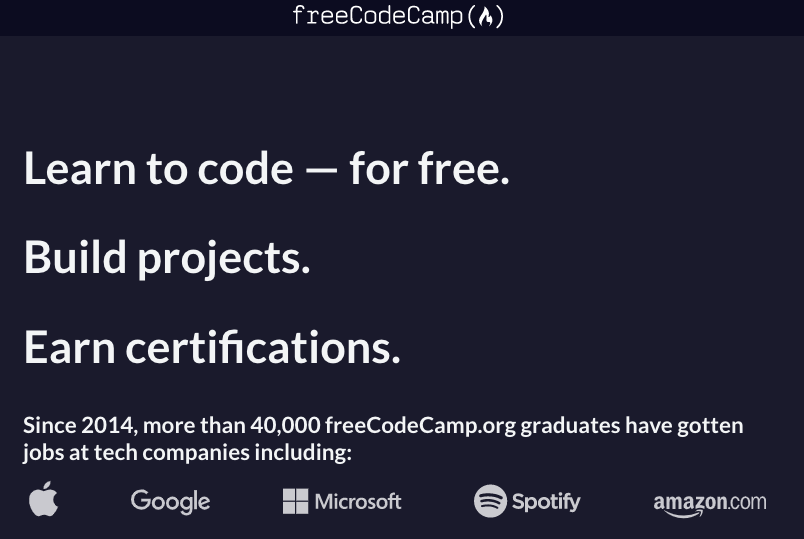 freeCodeCamp(🔥)
Learn to code — for free.
Build projects.
Earn certifications.
Since 2014, more than 40,000 freeCodeCamp.org graduates have gotten
jobs at tech companies including:
Google Microsoft Spotify amazon.com